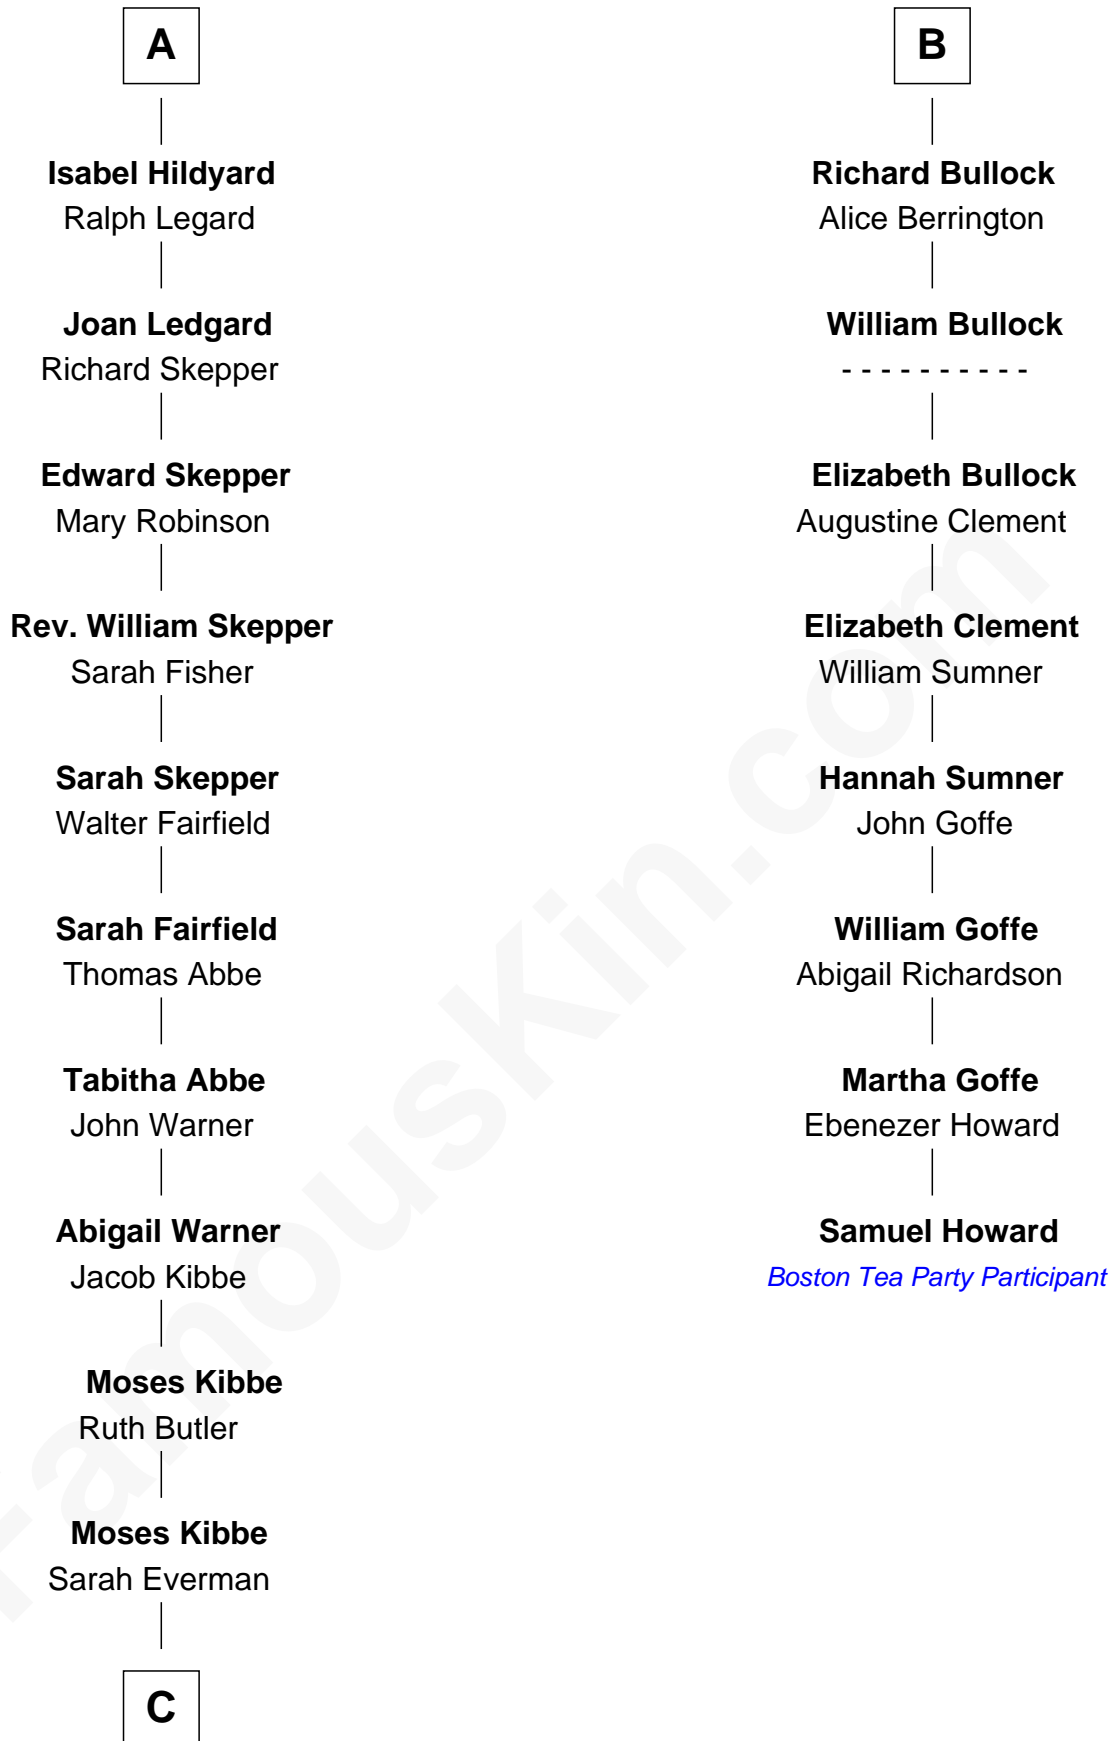 A
Isabel Hildyard
Ralph Legard
Joan Ledgard
Richard Skepper
Edward Skepper
Mary Robinson
Rev. William Skepper
Sarah Fisher
Sarah Skepper
Walter Fairfield
Sarah Fairfield
Thomas Abbe
Tabitha Abbe
John Warner
Abigail Warner
Jacob Kibbe
Moses Kibbe
Ruth Butler
Moses Kibbe
Sarah Everman
C
B
Richard Bullock
Alice Berrington
William Bullock
- - - - - - - - - -
Elizabeth Bullock
Augustine Clement
Elizabeth Clement
William Sumner
Hannah Sumner
John Goffe
William Goffe
Abigail Richardson
Martha Goffe
Ebenezer Howard
Samuel Howard
Boston Tea Party Participant
FamousKin.com